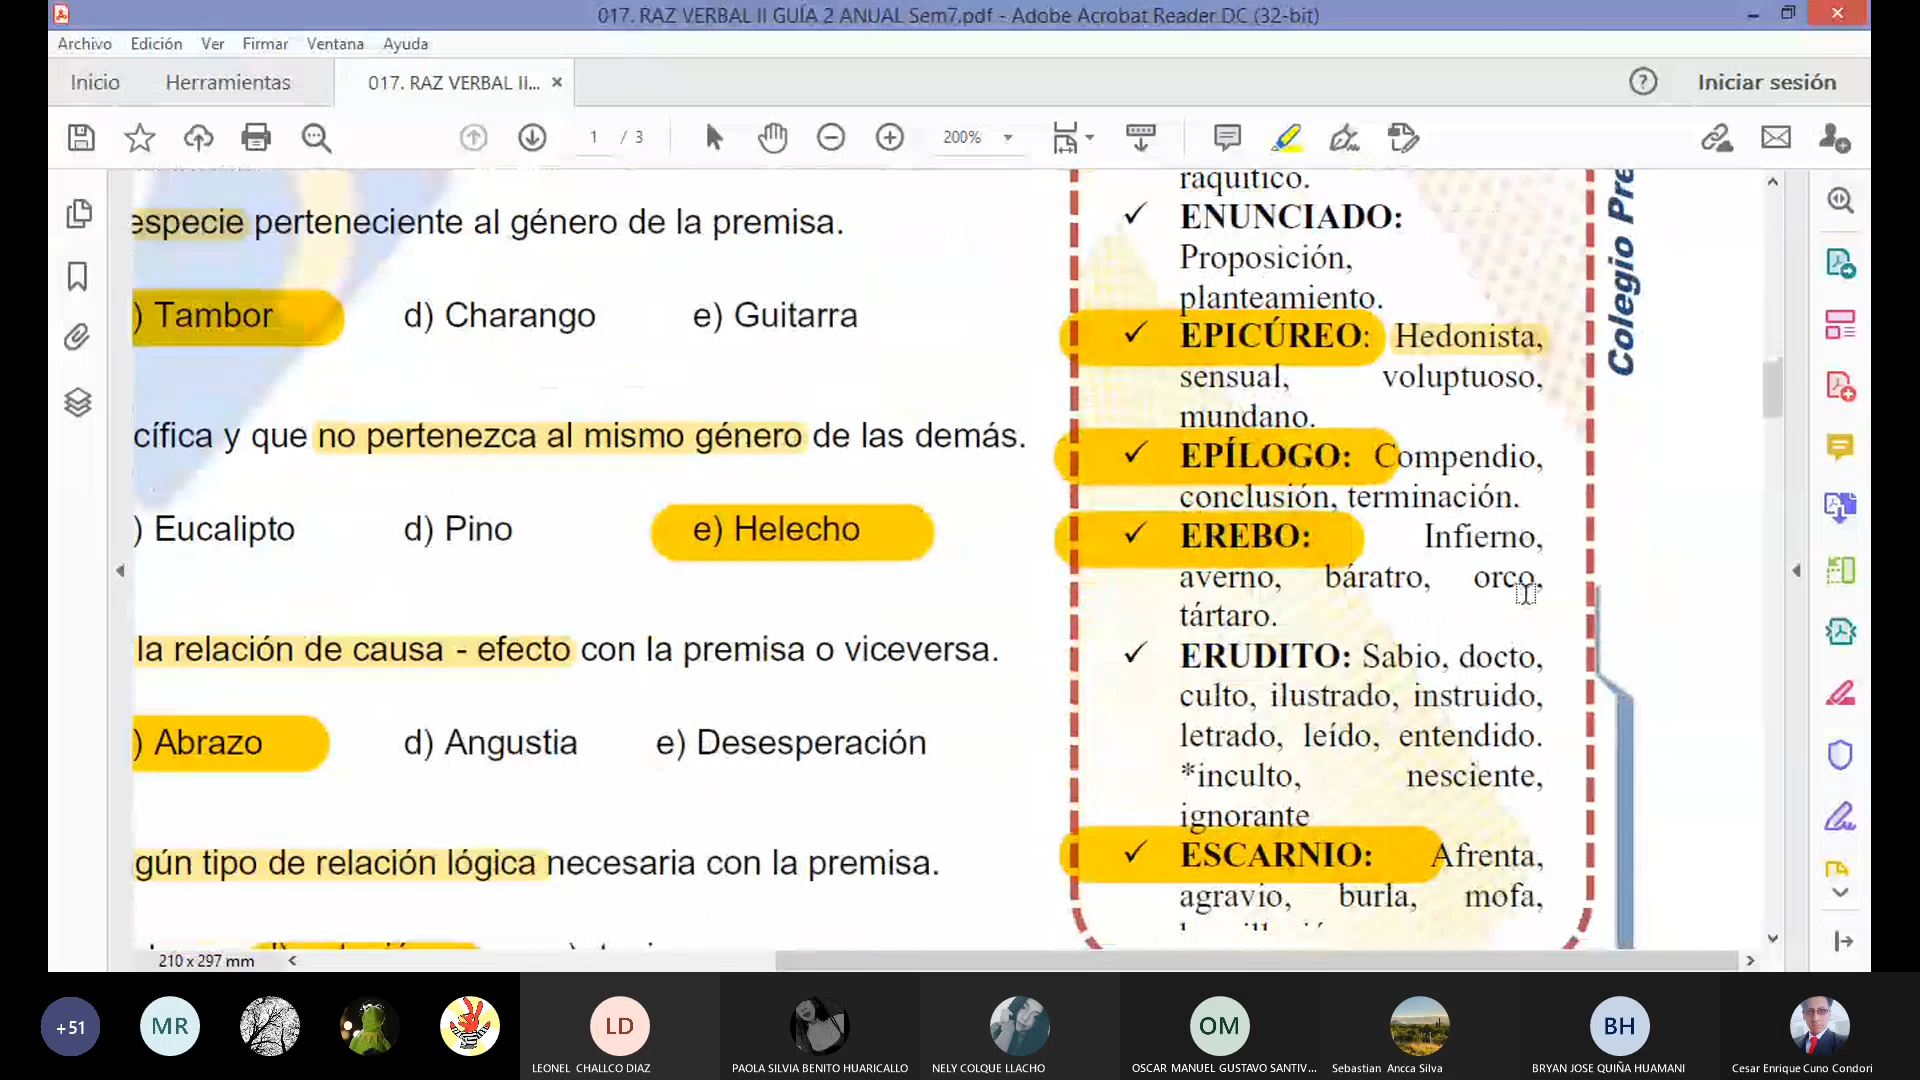 017. RAZ VERBAL II GUÍA 2 ANUAL Sem7.pdf - Adobe Acrobat Reader DC (32-bit)
Archivo Edición Ver Firmar Ventana Ayuda
Inicio Herramientas 017. RAZ VERBAL II... × Iniciar sesión
1 / 3 200%
especie perteneciente al género de la premisa.
) Tambor d) Charango e) Guitarra
cífica y que no pertenezca al mismo género de las demás.
) Eucalipto d) Pino e) Helecho
la relación de causa - efecto con la premisa o viceversa.
) Abrazo d) Angustia e) Desesperación
gún tipo de relación lógica necesaria con la premisa.
raquítico.
✓ ENUNCIADO:
Proposición,
planteamiento.
✓ EPICÚREO: Hedonista,
sensual, voluptuoso,
mundano.
✓ EPÍLOGO: Compendio,
conclusión, terminación.
✓ EREBO: Infierno,
averno, báratro, orco,
tártaro.
✓ ERUDITO: Sabio, docto,
culto, ilustrado, instruido,
letrado, leído, entendido.
*inculto, nesciente,
ignorante
✓ ESCARNIO: Afrenta,
agravio, burla, mofa,
Colegio Pre
210 x 297 mm
+51 MR LD OM BH
LEONEL CHALLCO DIAZ PAOLA SILVIA BENITO HUARICALLO NELY COLQUE LLACHO OSCAR MANUEL GUSTAVO SANTIV... Sebastian Ancca Silva BRYAN JOSE QUIÑA HUAMANI Cesar Enrique Cuno Condori